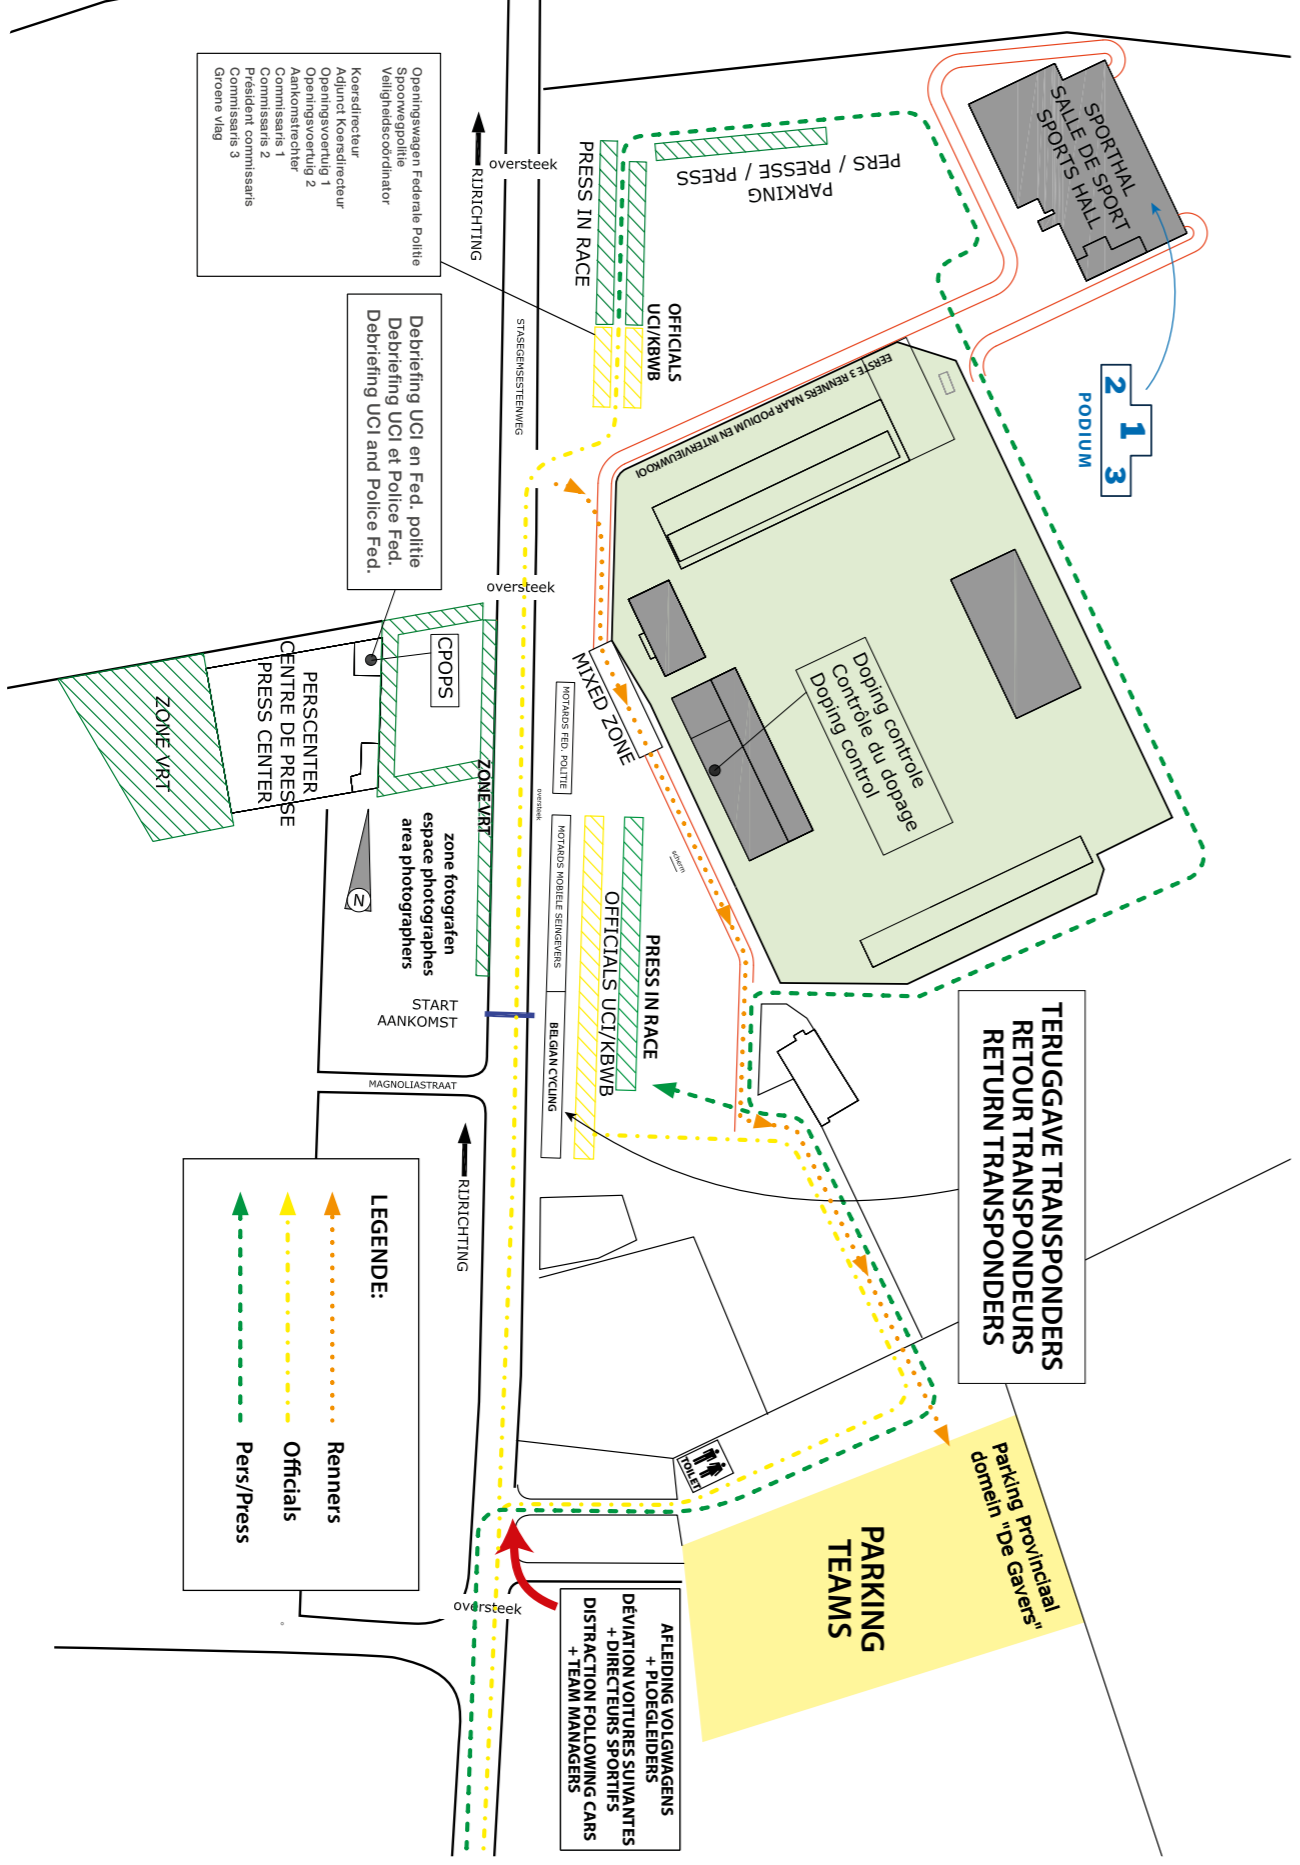 Openingswagen Federale Politie
Spoorwegpolitie
Veiligheidscoördinator
Koersdirecteur
Adjunct Koersdirecteur
Openingsvoertuig 1
Openingsvoertuig 2
Aankomstrechter
Commissaris 1
Commissaris 2
Président commissaris
Commissaris 3
Groene vlag
RIJRICHTING
oversteek
PRESS IN RACE
PERS / PRESSE / PRESS
PARKING
SPORTHAL
SALLE DE SPORT
SPORTS HALL
OFFICIALS
UCI/KBWB
STASEGEMSESTEENWEG
EERSTE 3 RENNERS NAAR PODIUM EN INTERVIEUWKOOI
2 1 3
PODIUM
Debriefing UCI en Fed. politie
Debriefing UCI et Police Fed.
Debriefing UCI and Police Fed.
oversteek
CPOPS
PERSCENTER
CENTRE DE PRESSE
PRESS CENTER
ZONE VRT
ZONE VRT
MIXED ZONE
MOTARDS FED. POLITIE
oversteek
Doping controle
Contrôle du dopage
Doping control
scherm
zone fotografen
espace photographes
area photographers
N
MOTARDS MOBIELE SEINGEVERS
BELGIAN CYCLING
OFFICIALS UCI/KBWB
PRESS IN RACE
START
AANKOMST
MAGNOLIASTRAAT
RIJRICHTING
TERUGGAVE TRANSPONDERS
RETOUR TRANSPONDEURS
RETURN TRANSPONDERS
LEGENDE:
Renners
Officials
Pers/Press
TOILET
Parking Provinciaal
domein "De Gavers"
PARKING
TEAMS
oversteek
AFLEIDING VOLGWAGENS
+ PLOEGLEIDERS
DÉVIATION VOITURES SUIVANTES
+ DIRECTEURS SPORTIFS
DISTRACTION FOLLOWING CARS
+ TEAM MANAGERS